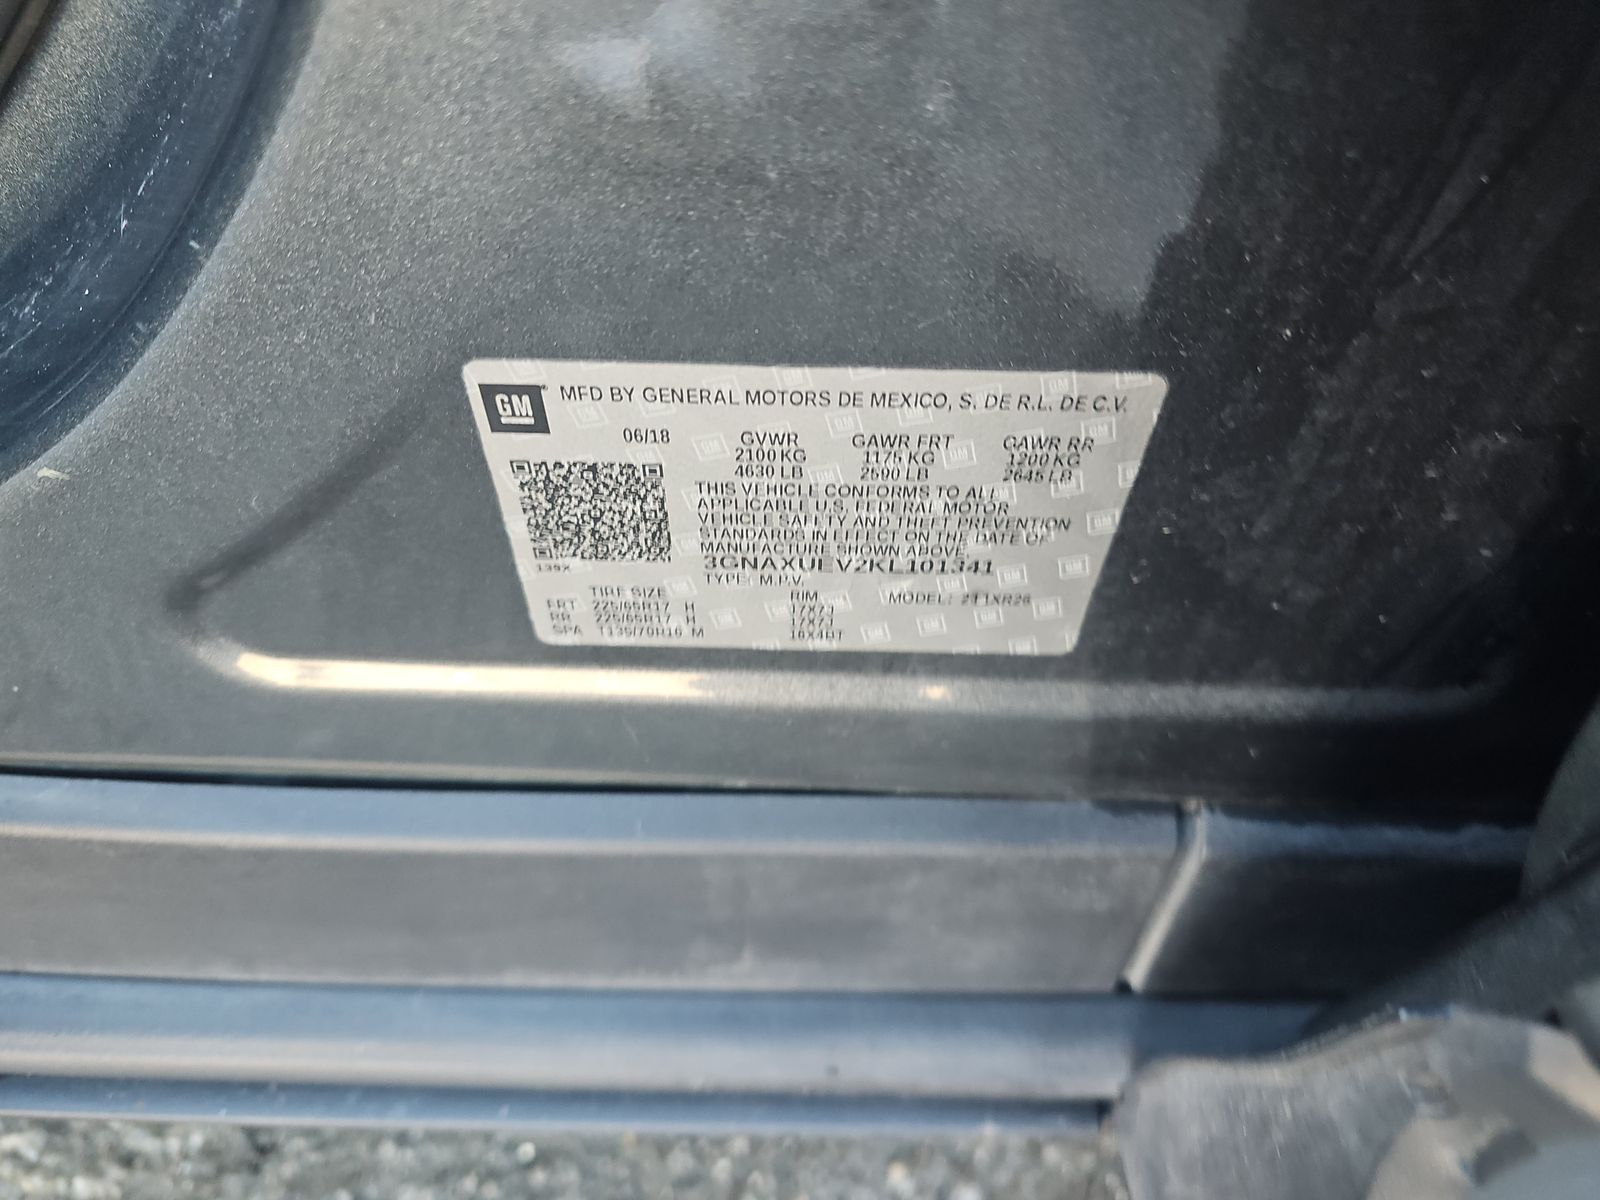 GM
MFD BY GENERAL MOTORS DE MEXICO, S. DE R.L. DE C.V.
06/18 GVWR GAWR FRT GAWR RR
2100 KG 1175 KG 1200 KG
4630 LB 2590 LB 2645 LB
THIS VEHICLE CONFORMS TO ALL
APPLICABLE U.S. FEDERAL MOTOR
VEHICLE SAFETY AND THEFT PREVENTION
STANDARDS IN EFFECT ON THE DATE OF
MANUFACTURE SHOWN ABOVE
139X 3GNAXUEV2KL101341
TYPE: M.P.V.
TIRE SIZE RIM MODEL:
FRT 225/65R17 H 17X7J
RR 225/65R17 H 17X7J
SPA T135/70R16 M 16X4BT